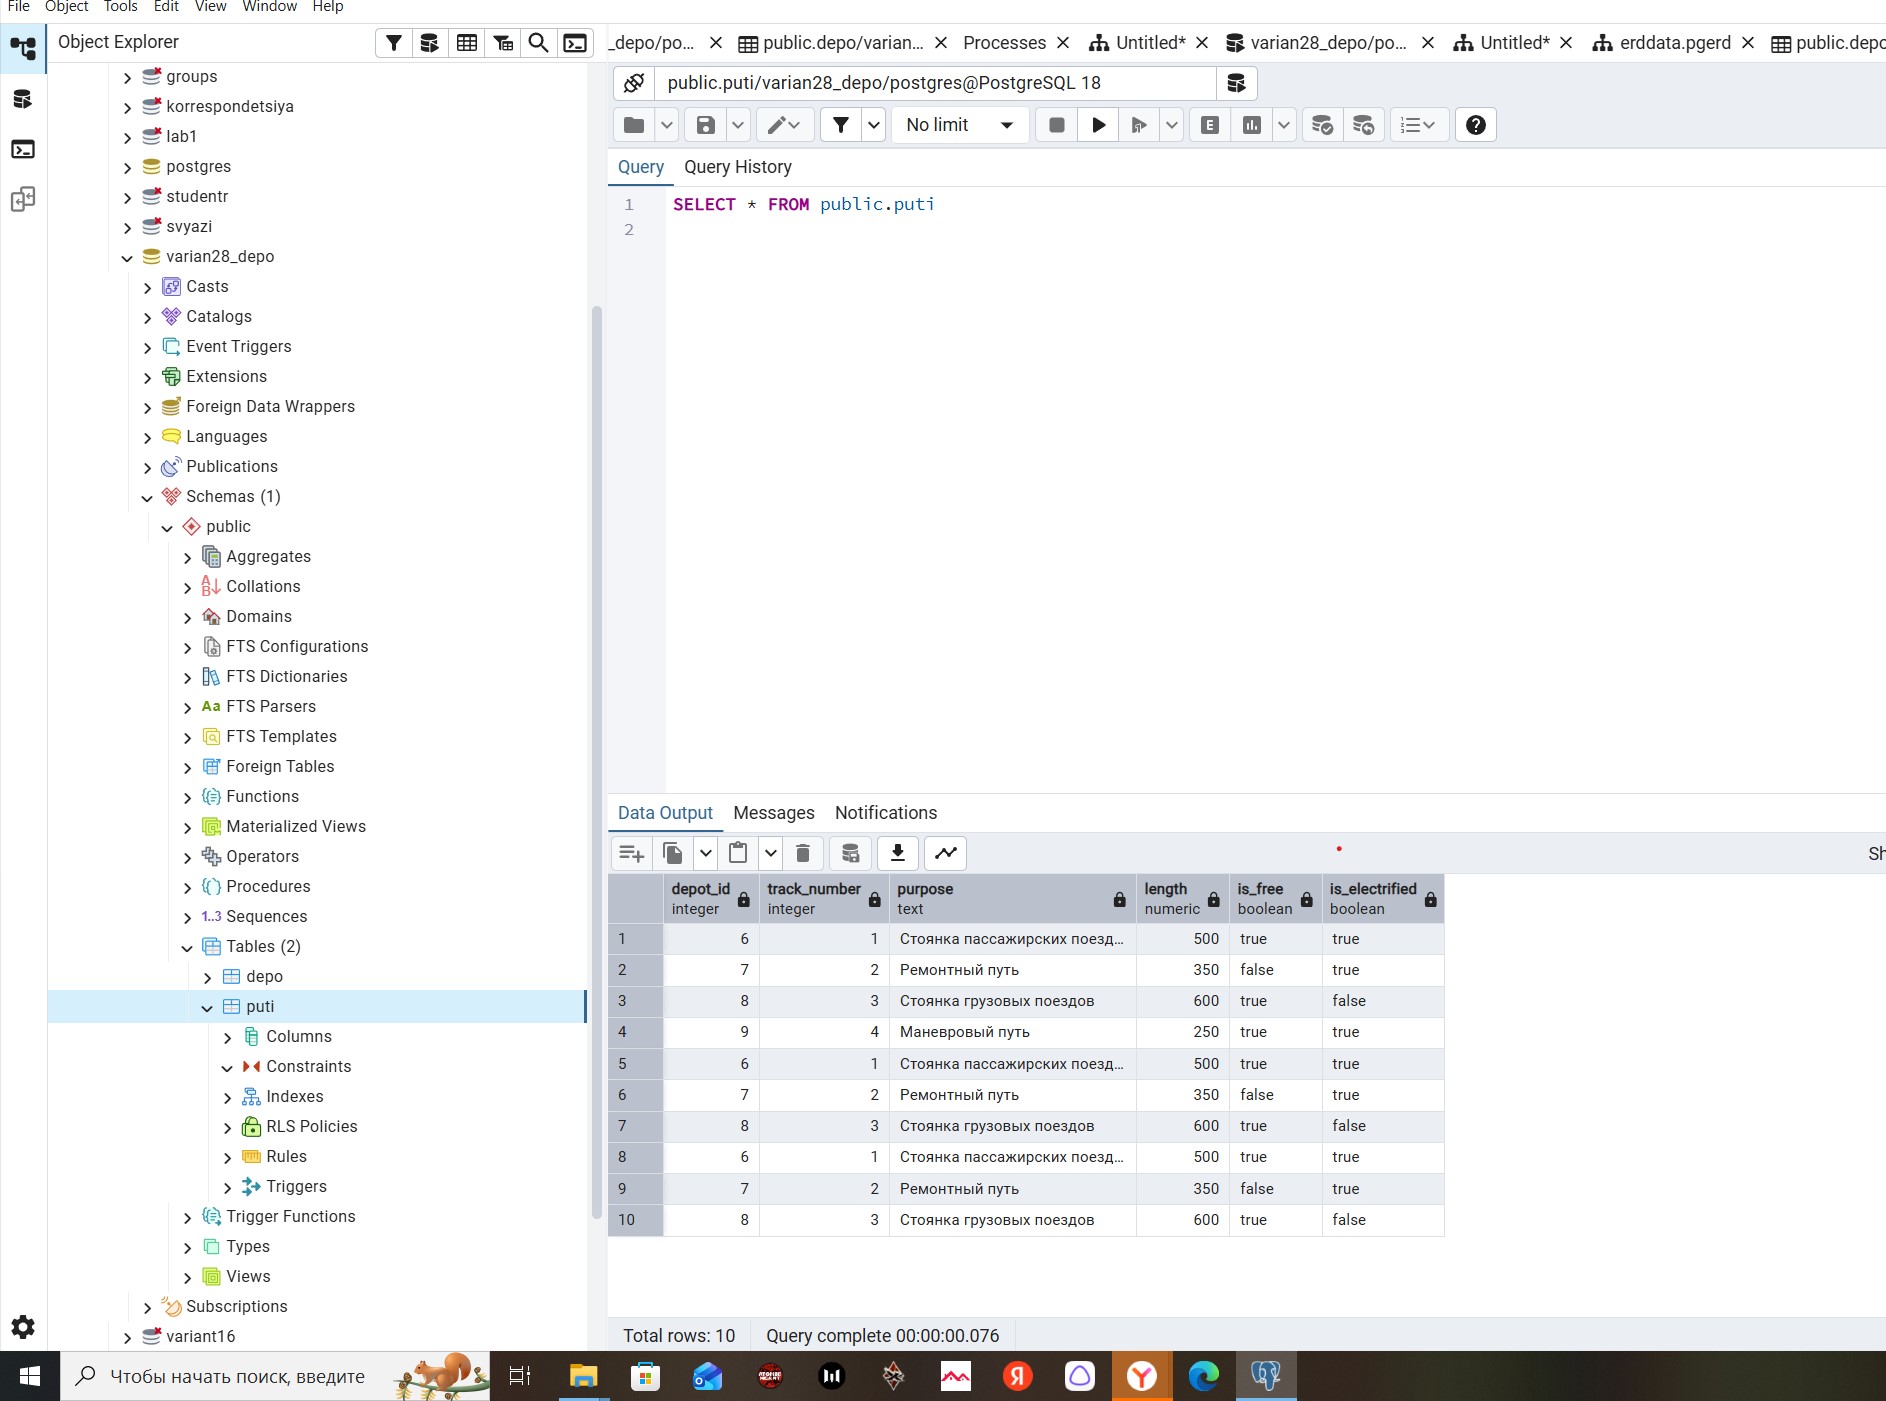 File Object Tools Edit View Window Help
Object Explorer
_depo/po... public.depo/varian... Processes Untitled* varian28_depo/po... Untitled* erddata.pgerd public.depo
public.puti/varian28_depo/postgres@PostgreSQL 18
No limit
E
Query Query History
1 SELECT * FROM public.puti
2
groups
korrespondetsiya
lab1
postgres
studentr
svyazi
varian28_depo
Casts
Catalogs
Event Triggers
Extensions
Foreign Data Wrappers
Languages
Publications
Schemas (1)
public
Aggregates
Collations
Domains
FTS Configurations
FTS Dictionaries
Aa FTS Parsers
FTS Templates
Foreign Tables
Functions
Materialized Views
Operators
Procedures
1..3 Sequences
Tables (2)
depo
puti
Columns
Constraints
Indexes
RLS Policies
Rules
Triggers
Trigger Functions
Types
Views
Subscriptions
variant16
Data Output Messages Notifications
Sh
depot_id track_number purpose length is_free is_electrified
integer integer text numeric boolean boolean
1 6 1 Стоянка пассажирских поезд... 500 true true
2 7 2 Ремонтный путь 350 false true
3 8 3 Стоянка грузовых поездов 600 true false
4 9 4 Маневровый путь 250 true true
5 6 1 Стоянка пассажирских поезд... 500 true true
6 7 2 Ремонтный путь 350 false true
7 8 3 Стоянка грузовых поездов 600 true false
8 6 1 Стоянка пассажирских поезд... 500 true true
9 7 2 Ремонтный путь 350 false true
10 8 3 Стоянка грузовых поездов 600 true false
Total rows: 10 Query complete 00:00:00.076
Чтобы начать поиск, введите
Я Y